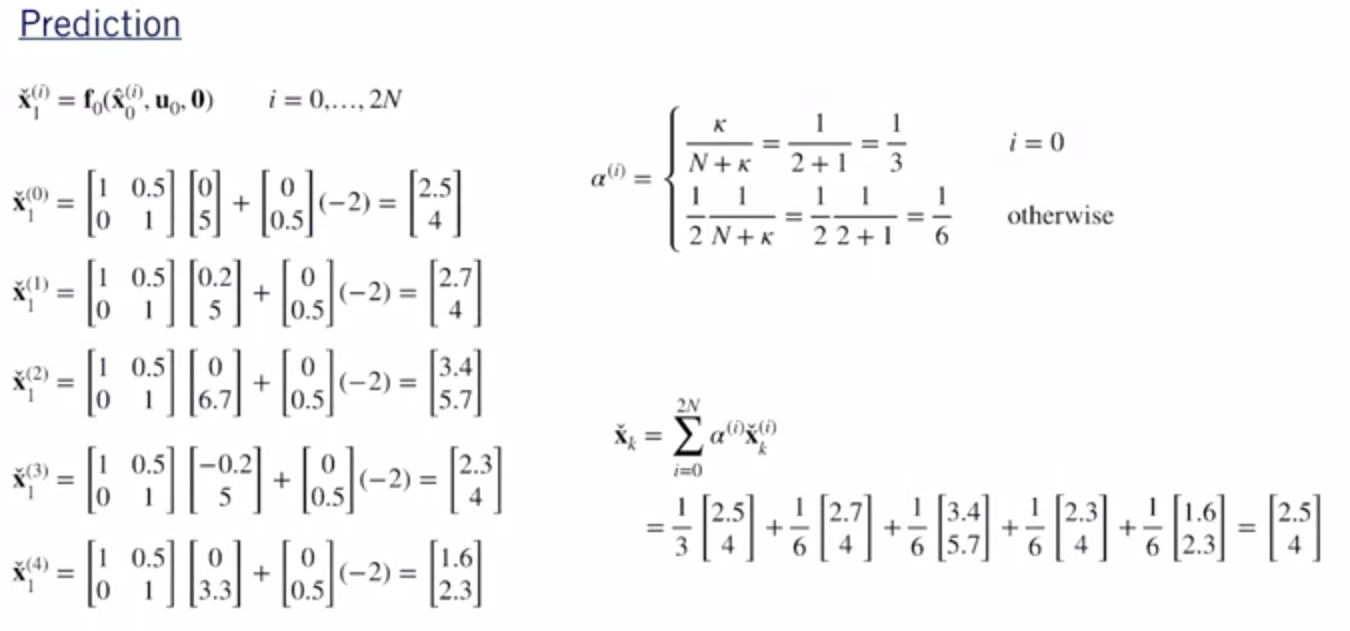 Prediction
x̌₁⁽ⁱ⁾ = f₀(x̂₀⁽ⁱ⁾, u₀, 0)   i = 0,…, 2N
x̌₁⁽⁰⁾ = [1 0.5; 0 1] [0; 5] + [0; 0.5] (−2) = [2.5; 4]
x̌₁⁽¹⁾ = [1 0.5; 0 1] [0.2; 5] + [0; 0.5] (−2) = [2.7; 4]
x̌₁⁽²⁾ = [1 0.5; 0 1] [0; 6.7] + [0; 0.5] (−2) = [3.4; 5.7]
x̌₁⁽³⁾ = [1 0.5; 0 1] [−0.2; 5] + [0; 0.5] (−2) = [2.3; 4]
x̌₁⁽⁴⁾ = [1 0.5; 0 1] [0; 3.3] + [0; 0.5] (−2) = [1.6; 2.3]
α⁽ⁱ⁾ = { κ/(N + κ) = 1/(2 + 1) = 1/3   i = 0
1/2 1/(N + κ) = 1/2 1/(2 + 1) = 1/6   otherwise
x̌ₖ = ∑_{i=0}^{2N} α⁽ⁱ⁾x̌ₖ⁽ⁱ⁾
= 1/3 [2.5; 4] + 1/6 [2.7; 4] + 1/6 [3.4; 5.7] + 1/6 [2.3; 4] + 1/6 [1.6; 2.3] = [2.5; 4]